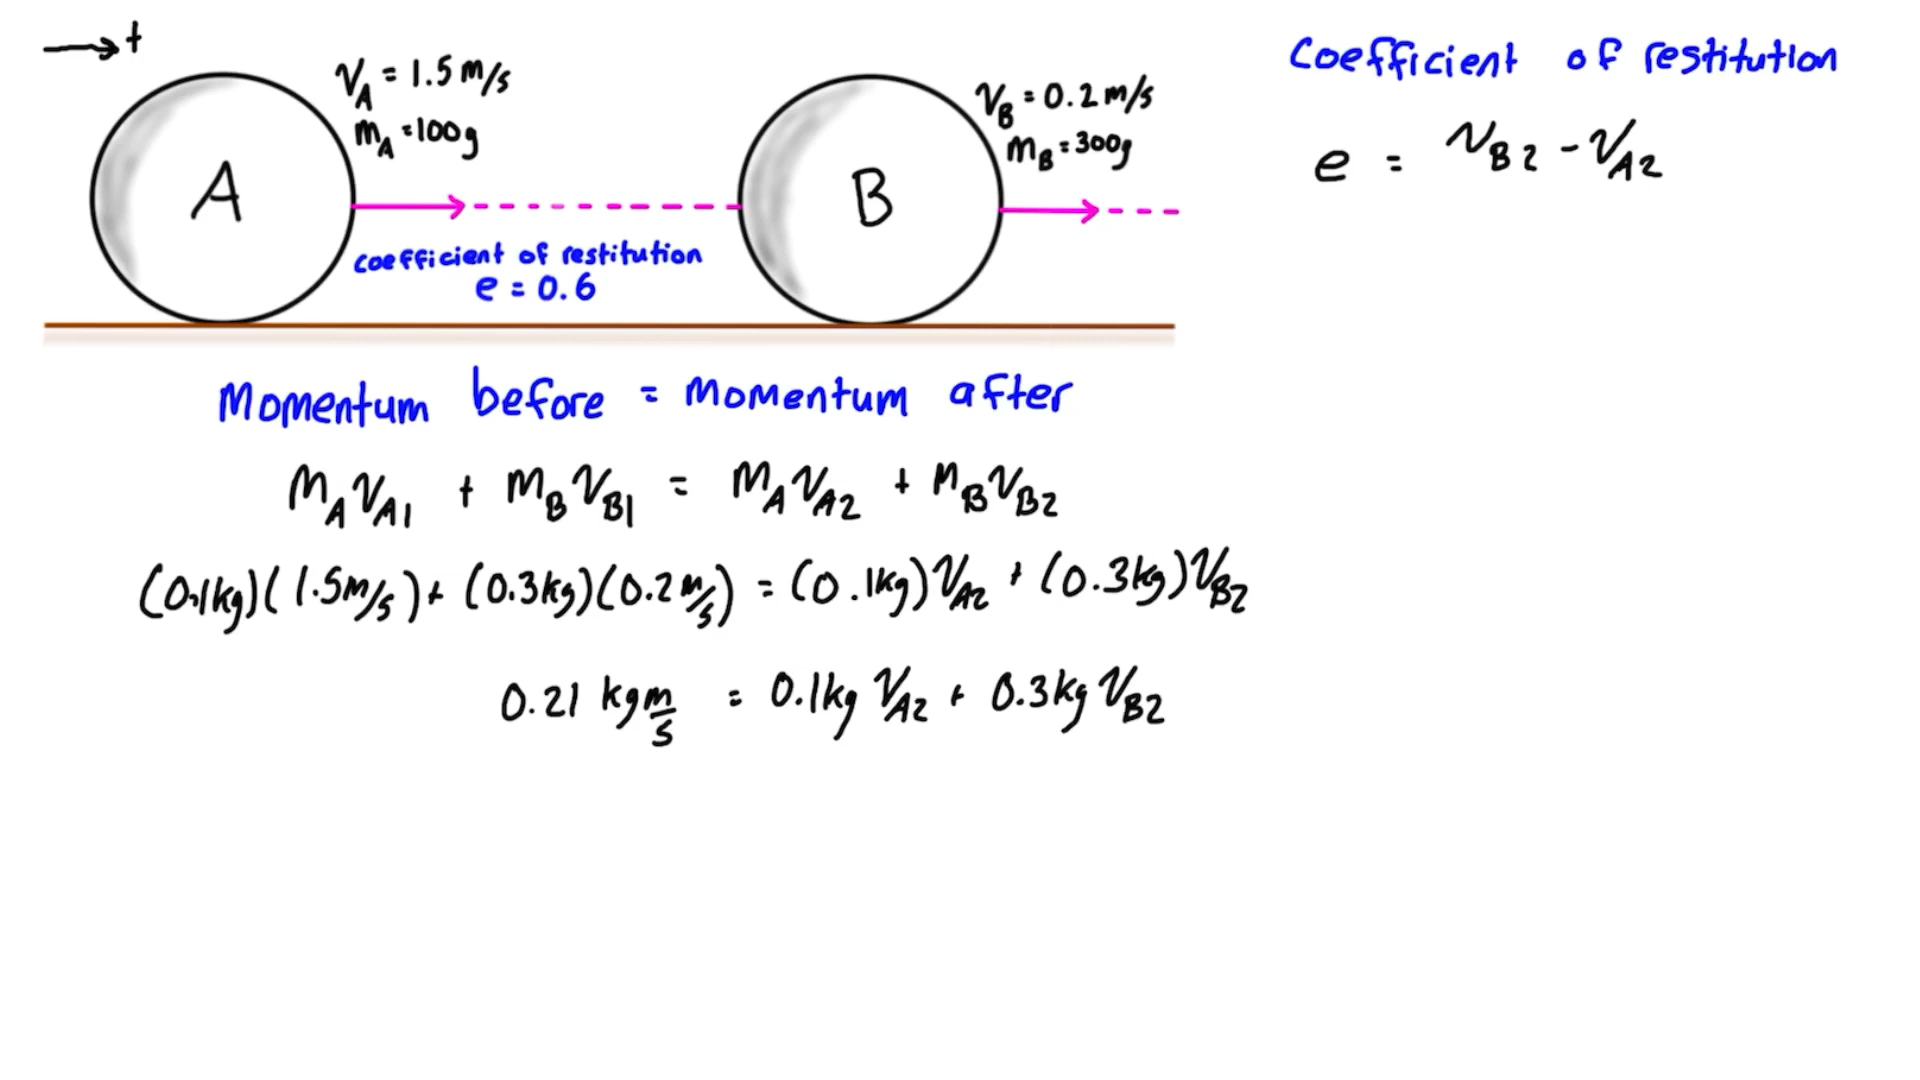 +
V_A = 1.5 m/s
m_A = 100g
A
V_B = 0.2 m/s
m_B = 300g
B
coefficient of restitution
e = 0.6
Coefficient of restitution
e = V_B2 - V_A2
Momentum before = Momentum after
m_A V_A1 + m_B V_B1 = m_A V_A2 + m_B V_B2
(0.1kg)(1.5m/s) + (0.3kg)(0.2 m/s) = (0.1kg) V_A2 + (0.3kg) V_B2
0.21 kg m/s = 0.1kg V_A2 + 0.3kg V_B2